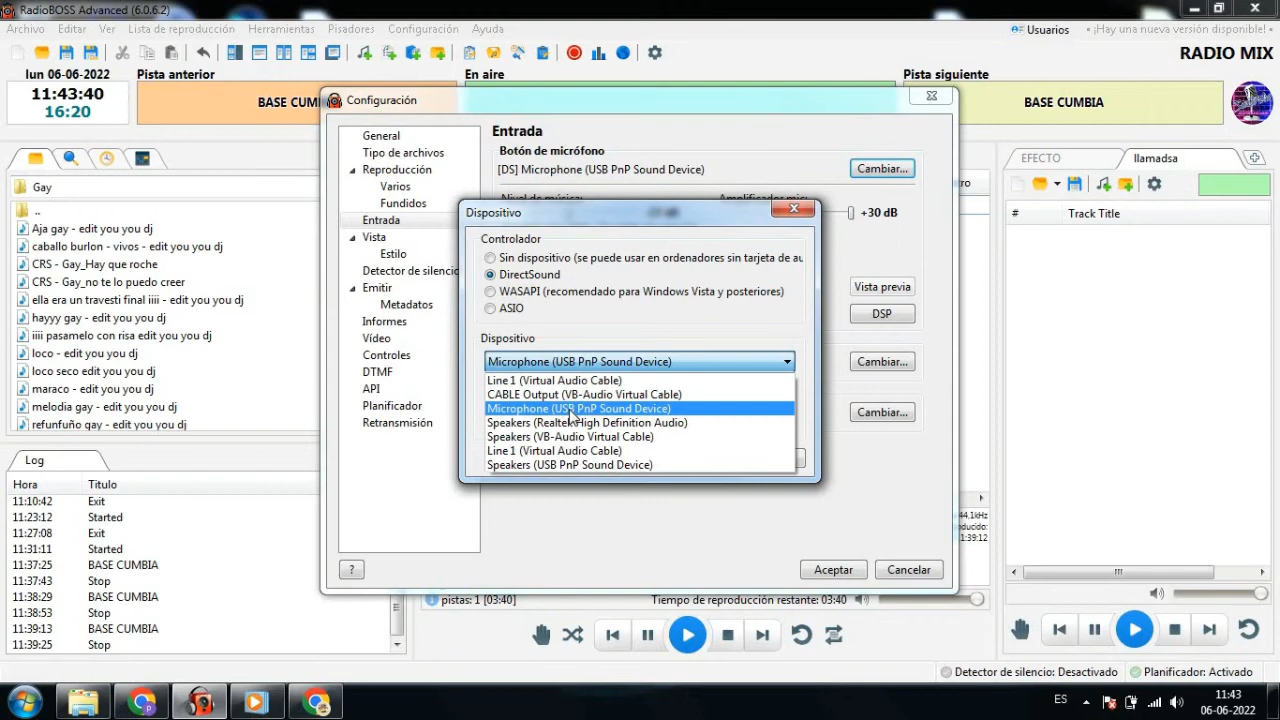 RadioBOSS Advanced (6.0.6.2)
Archivo Editar Ver Lista de reproducción Herramientas Pisadores Configuración Ayuda
Usuarios
¡Hay una nueva versión disponible!
lun 06-06-2022
11:43:40
16:20
Pista anterior
BASE CUM
En aire
Pista siguiente
BASE CUMBIA
RADIO MIX
Gay
..
Aja gay - edit you you dj
caballo burlon - vivos - edit you you dj
CRS - Gay_Hay que roche
CRS - Gay_no te lo puedo creer
ella era un travesti final iiii - edit you you dj
hayyy gay - edit you you dj
iiii pasamelo con risa edit you you dj
loco - edit you you dj
loco seco edit you you dj
maraco - edit you you dj
melodia gay - edit you you dj
refunfuño gay - edit you you dj
Log
Hora Titulo
11:10:42 Exit
11:23:12 Started
11:27:08 Exit
11:31:11 Started
11:37:25 BASE CUMBIA
11:37:43 Stop
11:38:29 BASE CUMBIA
11:38:53 Stop
11:39:13 BASE CUMBIA
11:39:25 Stop
Configuración
General
Tipo de archivos
Reproducción
Varios
Fundidos
Entrada
Vista
Estilo
Detector de silencio
Emitir
Metadatos
Informes
Vídeo
Controles
DTMF
API
Planificador
Retransmisión
Entrada
Botón de micrófono
[DS] Microphone (USB PnP Sound Device)
Cambiar...
Nivel de música:
+30 dB
Vista previa
DSP
Cambiar...
Cambiar...
? Aceptar Cancelar
Dispositivo
Controlador
Sin dispositivo (se puede usar en ordenadores sin tarjeta de au
DirectSound
WASAPI (recomendado para Windows Vista y posteriores)
ASIO
Dispositivo
Microphone (USB PnP Sound Device)
Line 1 (Virtual Audio Cable)
CABLE Output (VB-Audio Virtual Cable)
Microphone (USB PnP Sound Device)
Speakers (Realtek High Definition Audio)
Speakers (VB-Audio Virtual Cable)
Line 1 (Virtual Audio Cable)
Speakers (USB PnP Sound Device)
ro
44.1kHz
oducido:
1:39:12
pistas: 1 [03:40]
Tiempo de reproducción restante: 03:40
EFECTO llamadsa
# Track Title
Detector de silencio: Desactivado
Planificador: Activado
ES
11:43
06-06-2022